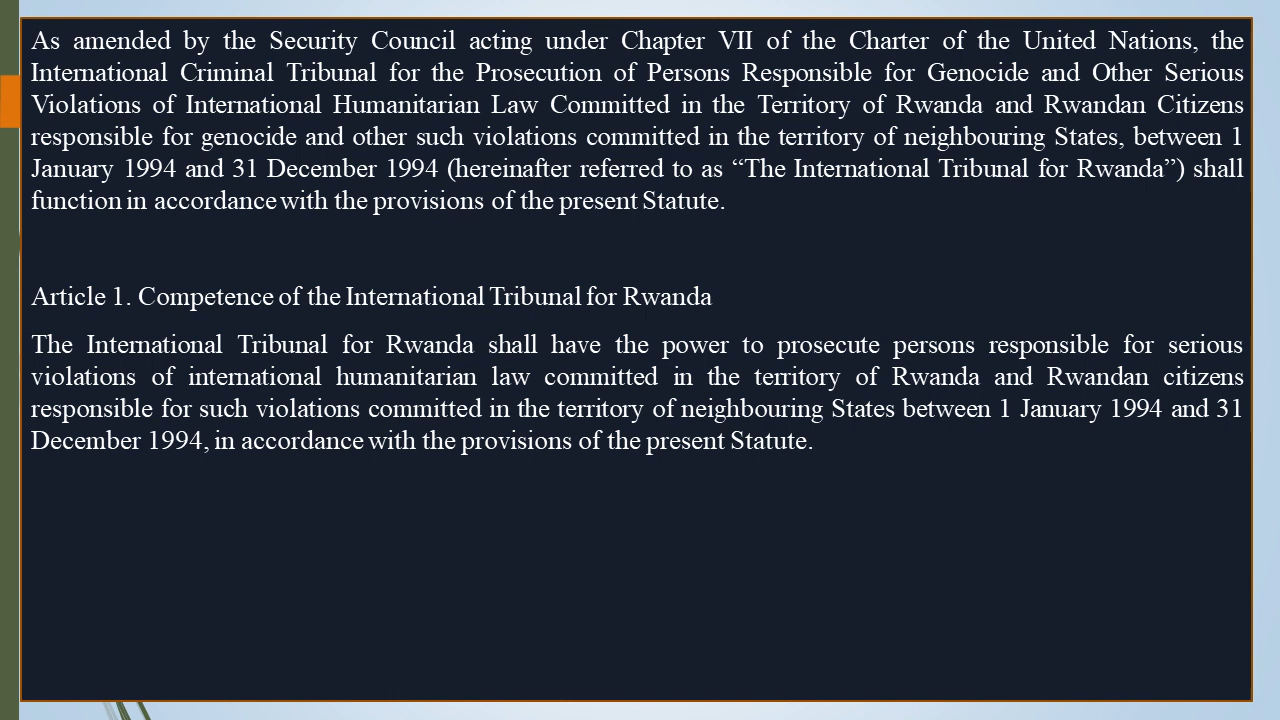 As amended by the Security Council acting under Chapter VII of the Charter of the United Nations, the
International Criminal Tribunal for the Prosecution of Persons Responsible for Genocide and Other Serious
Violations of International Humanitarian Law Committed in the Territory of Rwanda and Rwandan Citizens
responsible for genocide and other such violations committed in the territory of neighbouring States, between 1
January 1994 and 31 December 1994 (hereinafter referred to as “The International Tribunal for Rwanda”) shall
function in accordance with the provisions of the present Statute.
Article 1. Competence of the International Tribunal for Rwanda
The International Tribunal for Rwanda shall have the power to prosecute persons responsible for serious
violations of international humanitarian law committed in the territory of Rwanda and Rwandan citizens
responsible for such violations committed in the territory of neighbouring States between 1 January 1994 and 31
December 1994, in accordance with the provisions of the present Statute.